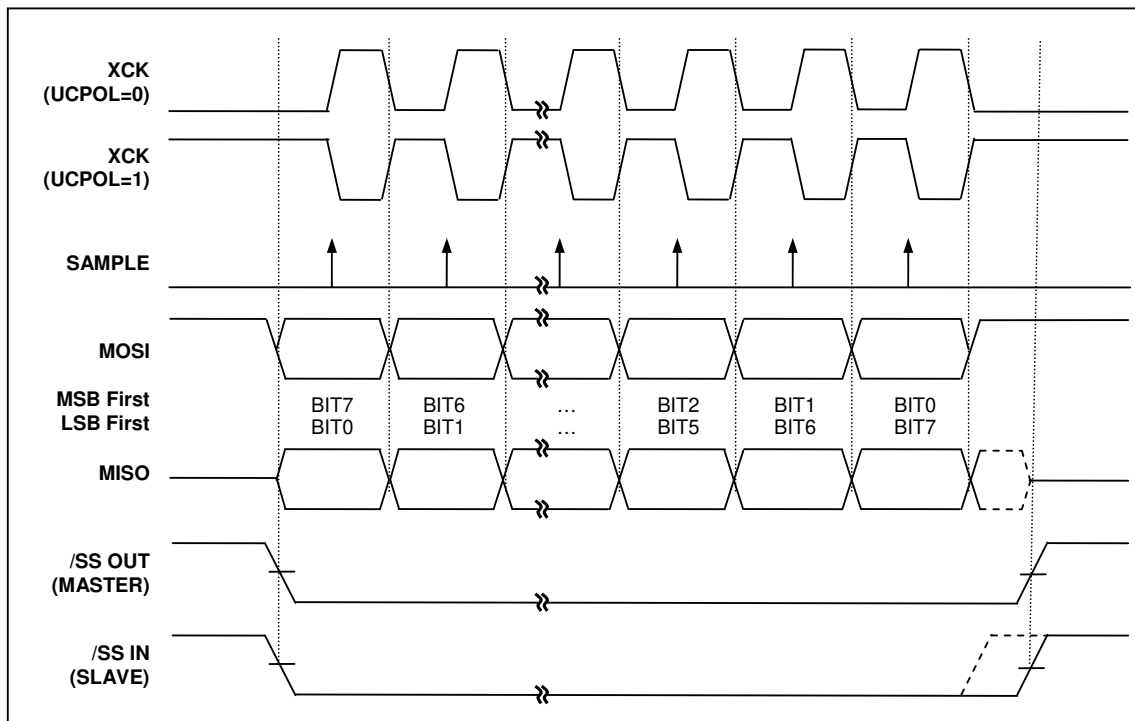 XCK
(UCPOL=0)
XCK
(UCPOL=1)
SAMPLE
MOSI
MSB First BIT7 BIT6 ... BIT2 BIT1 BIT0
LSB First BIT0 BIT1 ... BIT5 BIT6 BIT7
MISO
/SS OUT
(MASTER)
/SS IN
(SLAVE)